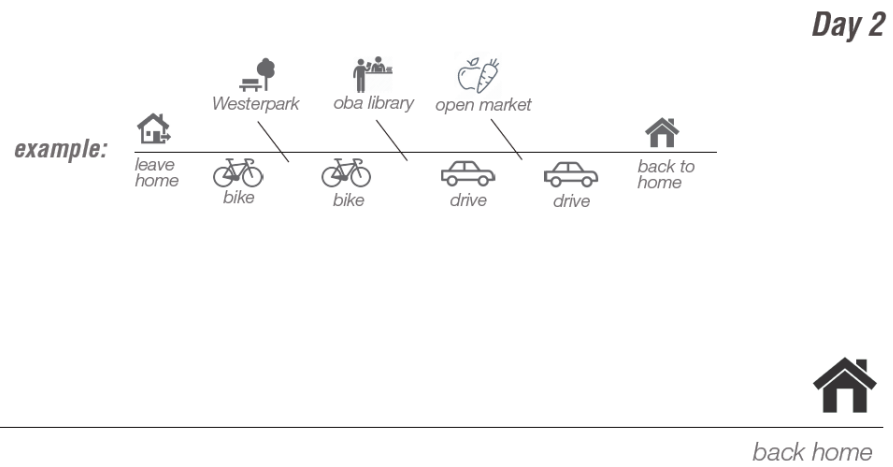 Day 2
Westerpark
oba library
open market
example:
leave
home
back to
home
bike
bike
drive
drive
back home